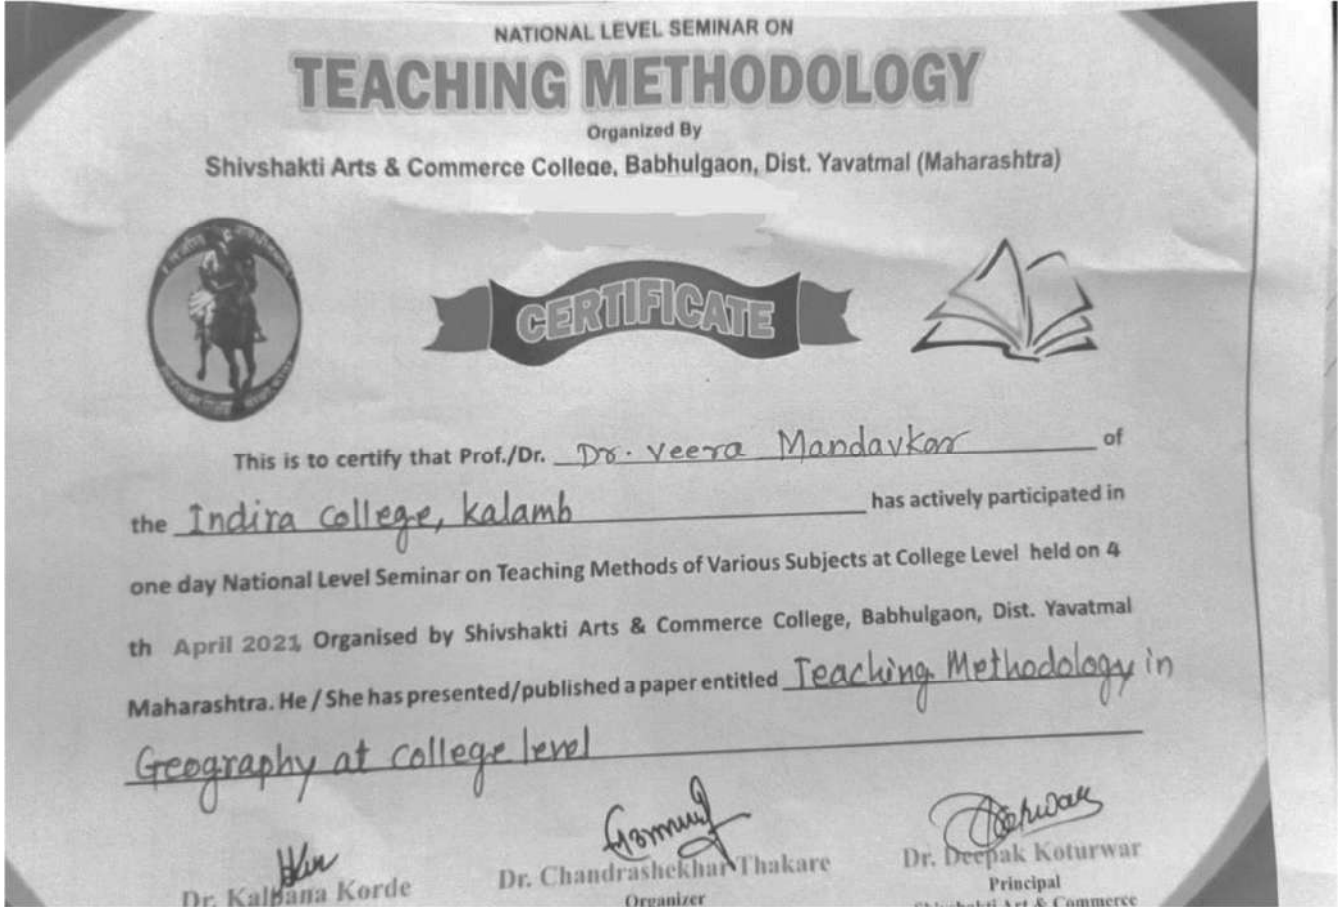 NATIONAL LEVEL SEMINAR ON
TEACHING METHODOLOGY
Organized By
Shivshakti Arts & Commerce College, Babhulgaon, Dist. Yavatmal (Maharashtra)
CERTIFICATE
This is to certify that Prof./Dr. Dr. Veera Mandavkar of
the Indira College, Kalamb has actively participated in
one day National Level Seminar on Teaching Methods of Various Subjects at College Level held on 4
th April 2021, Organised by Shivshakti Arts & Commerce College, Babhulgaon, Dist. Yavatmal
Maharashtra. He / She has presented/published a paper entitled Teaching Methodology in
Geography at college level
Dr. Kalpana Korde
Dr. Chandrashekhar Thakare
Organizer
Dr. Deepak Koturwar
Principal
Shivshakti Art & Commerce